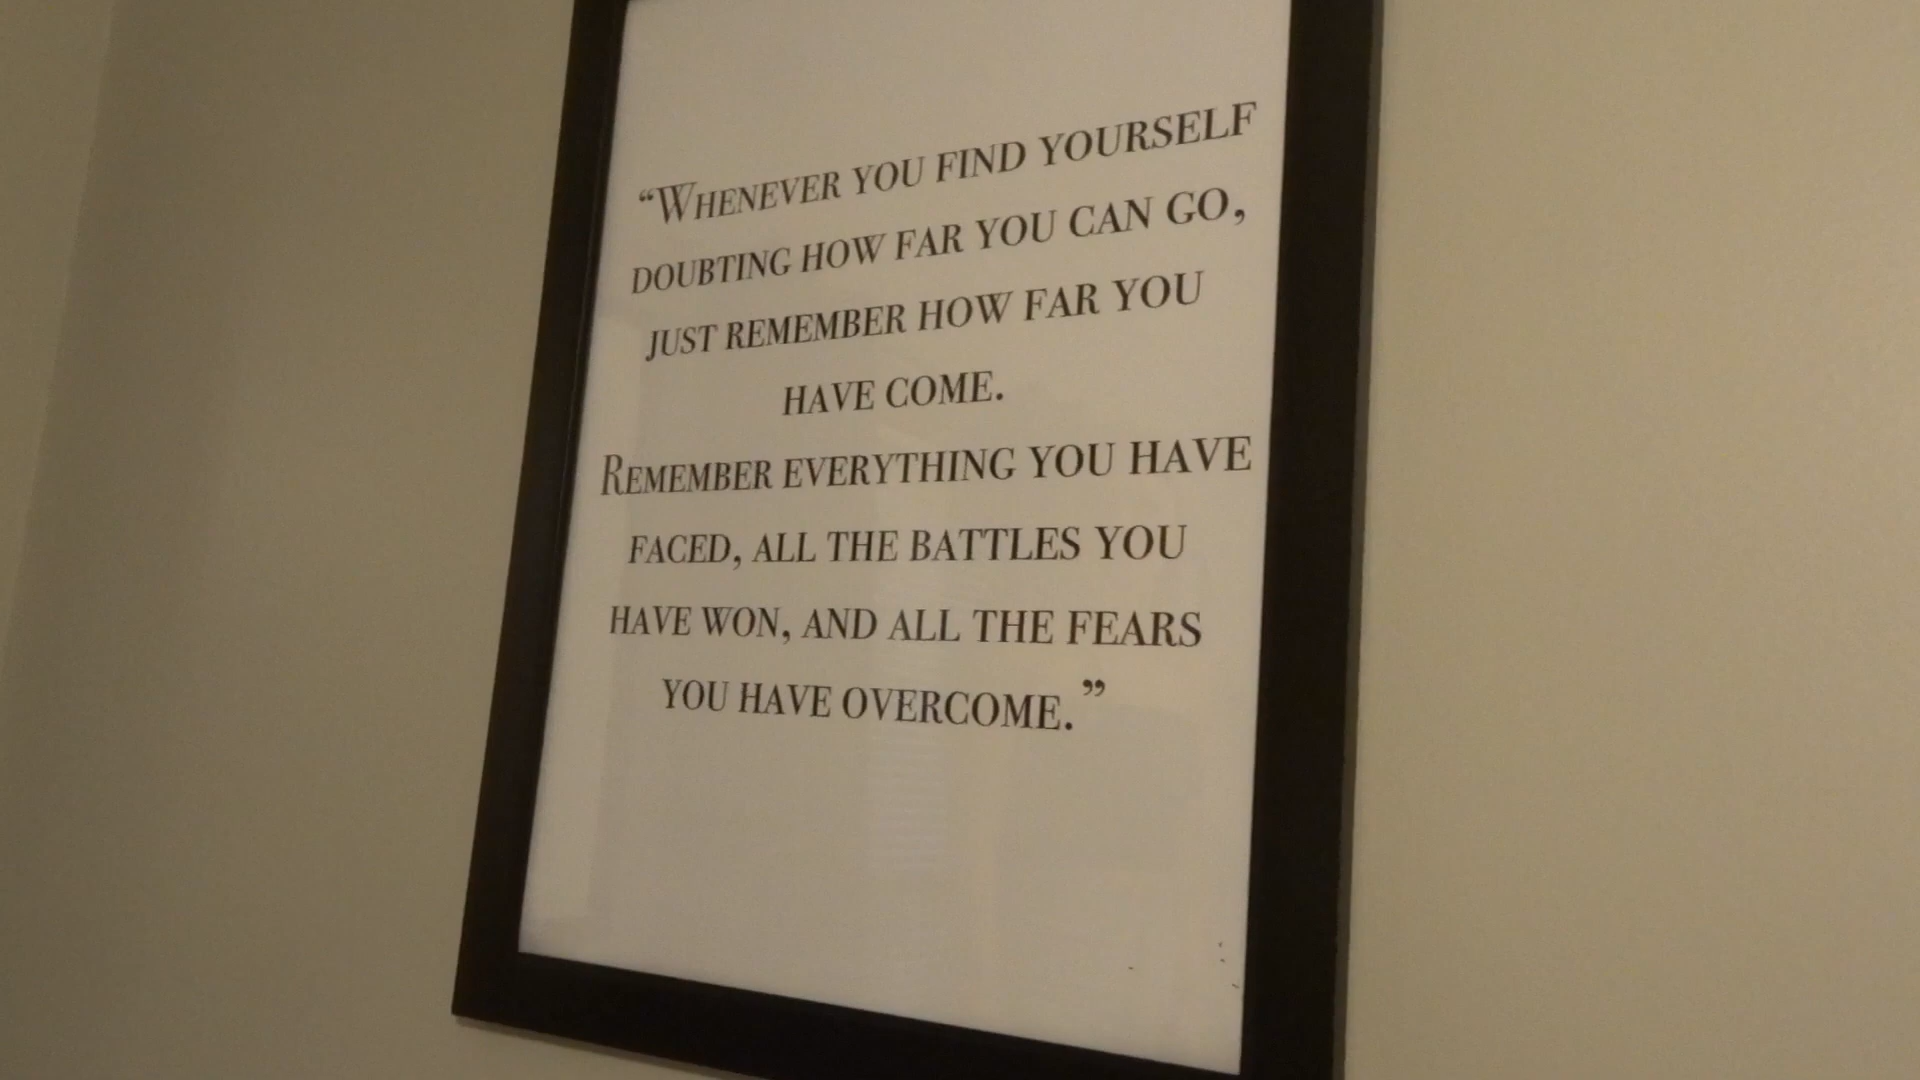 “Whenever you find yourself
doubting how far you can go,
just remember how far you
have come.
Remember everything you have
faced, all the battles you
have won, and all the fears
you have overcome.”